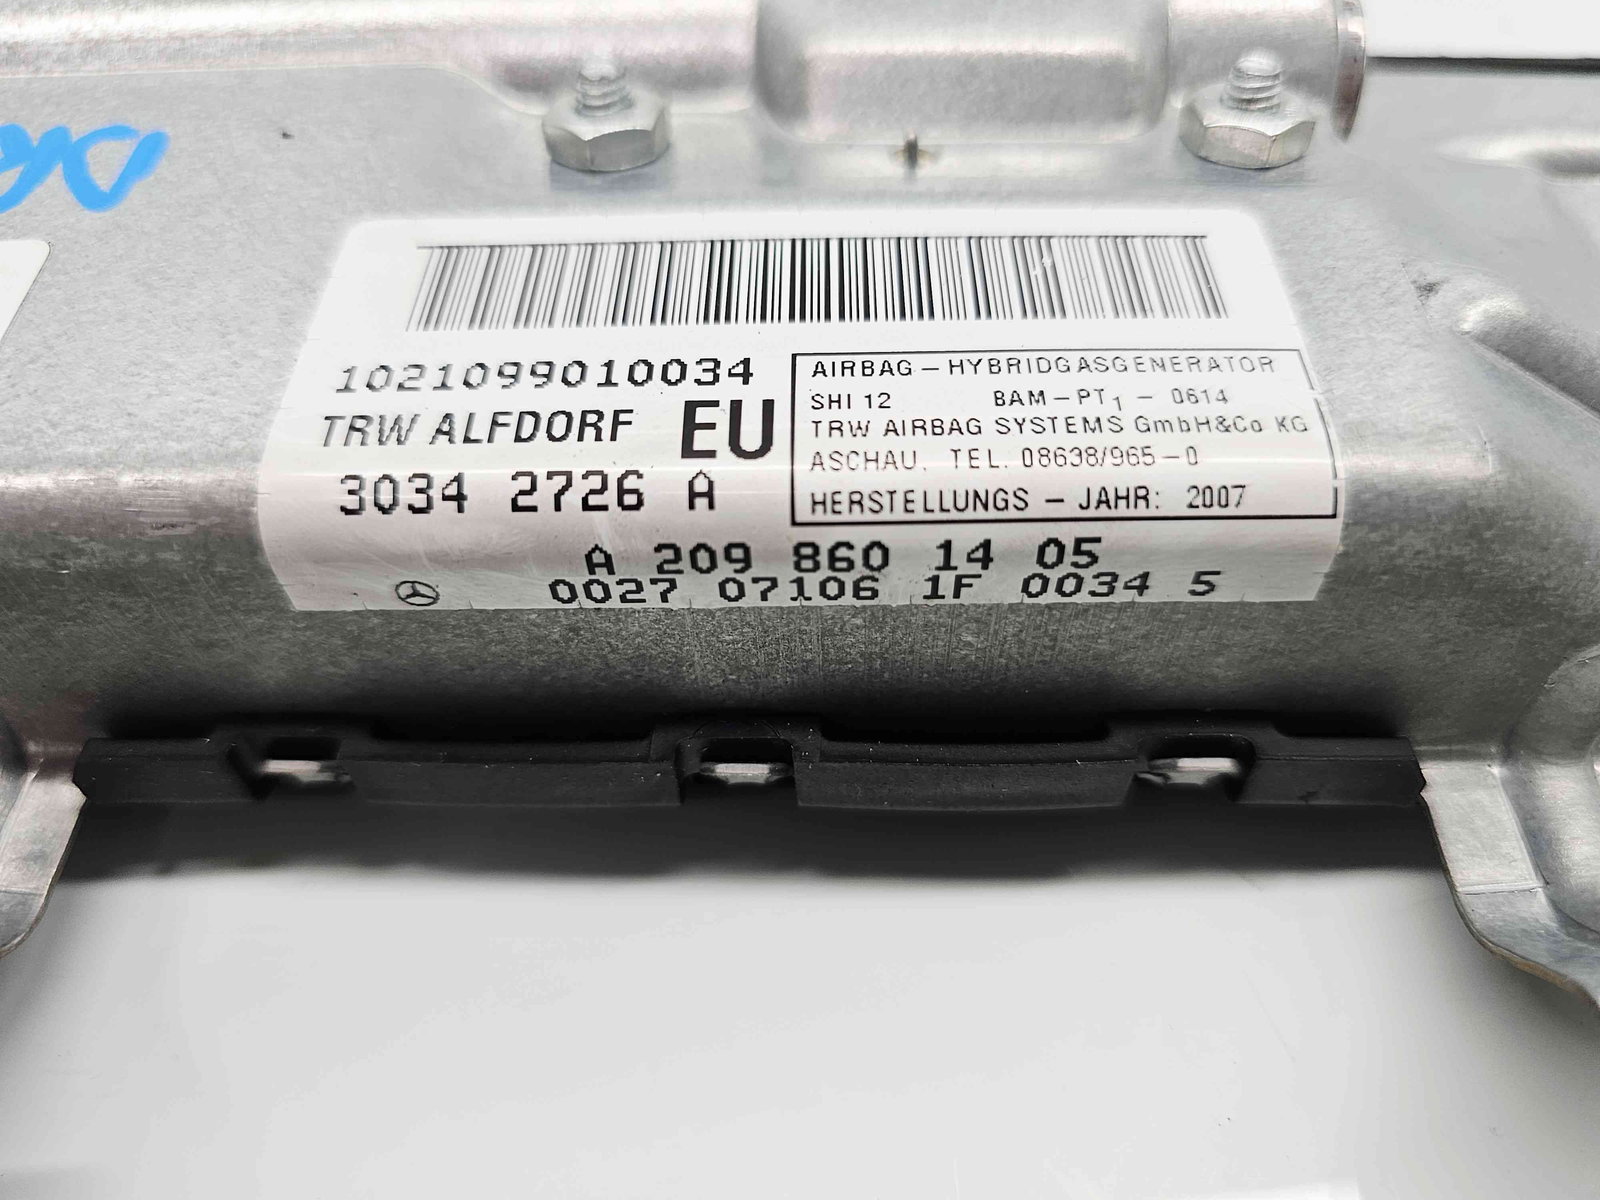 1021099010034
TRW ALFDORF EU
3034 2726 A
AIRBAG – HYBRIDGASGENERATOR
SHI 12 BAM – PT1 – 0614
TRW AIRBAG SYSTEMS GmbH&Co KG
ASCHAU. TEL. 08638/965-0
HERSTELLUNGS – JAHR: 2007
A 209 860 14 05
0027 07106 1F 0034 5